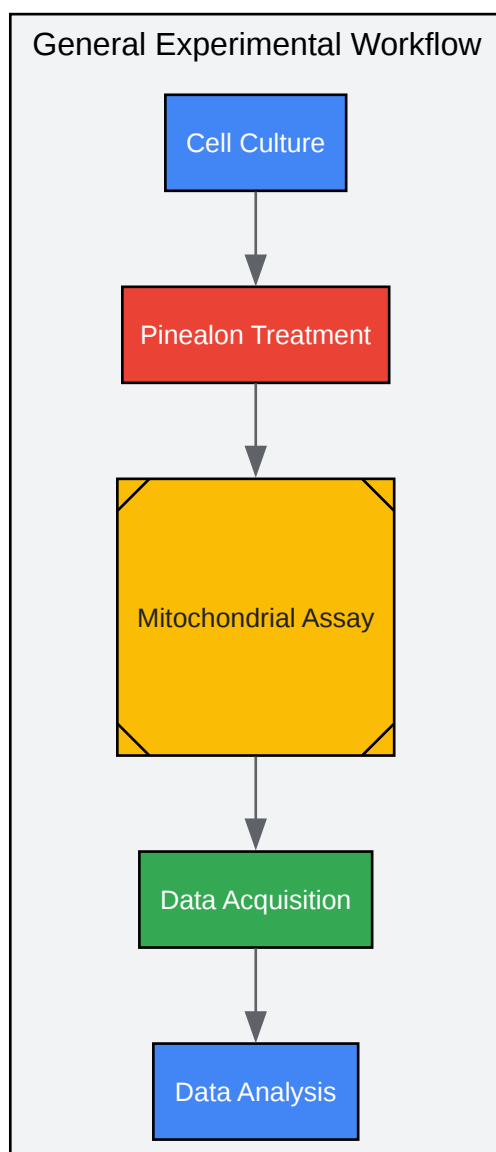 General Experimental Workflow
Cell Culture
Pinealon Treatment
Mitochondrial Assay
Data Acquisition
Data Analysis